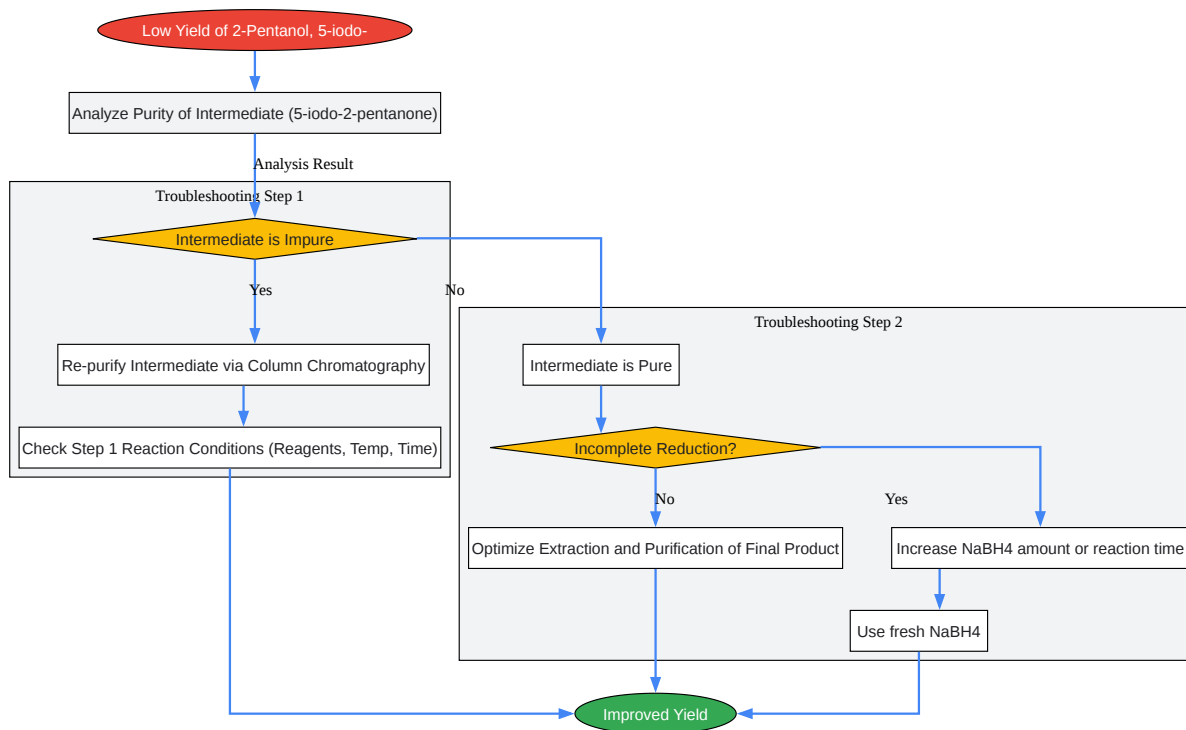 Low Yield of 2-Pentanol, 5-iodo-
Analyze Purity of Intermediate (5-iodo-2-pentanone)
Analysis Result
Troubleshooting Step 1
Intermediate is Impure
Yes
No
Re-purify Intermediate via Column Chromatography
Check Step 1 Reaction Conditions (Reagents, Temp, Time)
Troubleshooting Step 2
Intermediate is Pure
Incomplete Reduction?
No
Yes
Optimize Extraction and Purification of Final Product
Increase NaBH4 amount or reaction time
Use fresh NaBH4
Improved Yield